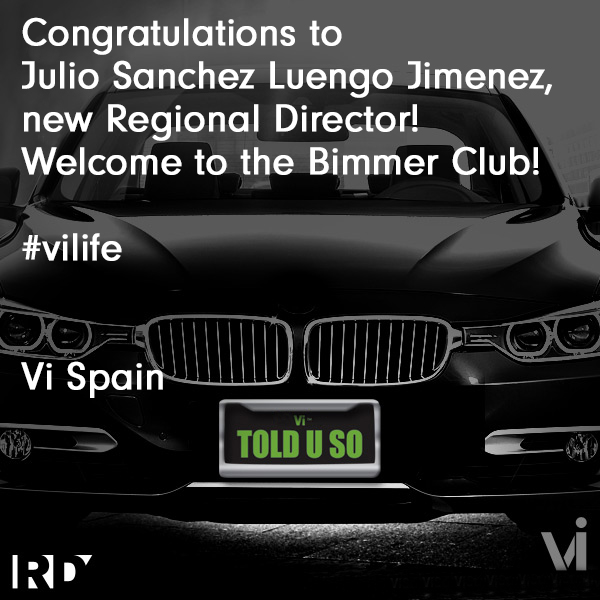 Congratulations to
Julio Sanchez Luengo Jimenez,
new Regional Director!
Welcome to the Bimmer Club!
#vilife
Vi Spain
Vi
TOLD U SO
RD
vi